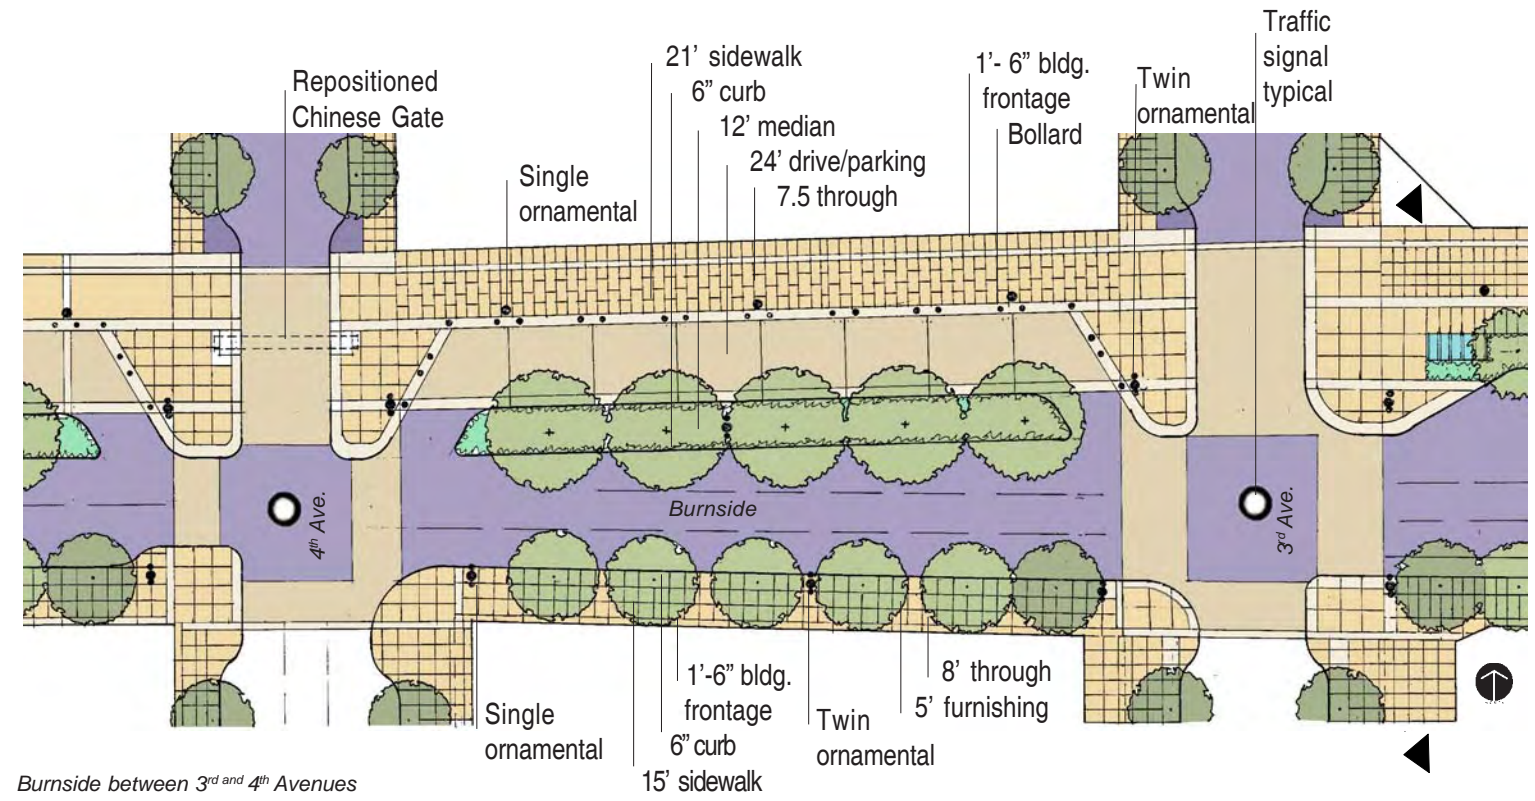 Traffic
signal
typical
21’ sidewalk
6” curb
12’ median
24’ drive/parking
7.5 through
1’- 6” bldg.
frontage
Bollard
Twin
ornamental
Repositioned
Chinese Gate
Single
ornamental
4th Ave.
Burnside
3rd Ave.
1’-6” bldg.
frontage
6” curb
15’ sidewalk
8’ through
5’ furnishing
Single
ornamental
Twin
ornamental
Burnside between 3rd and 4th Avenues